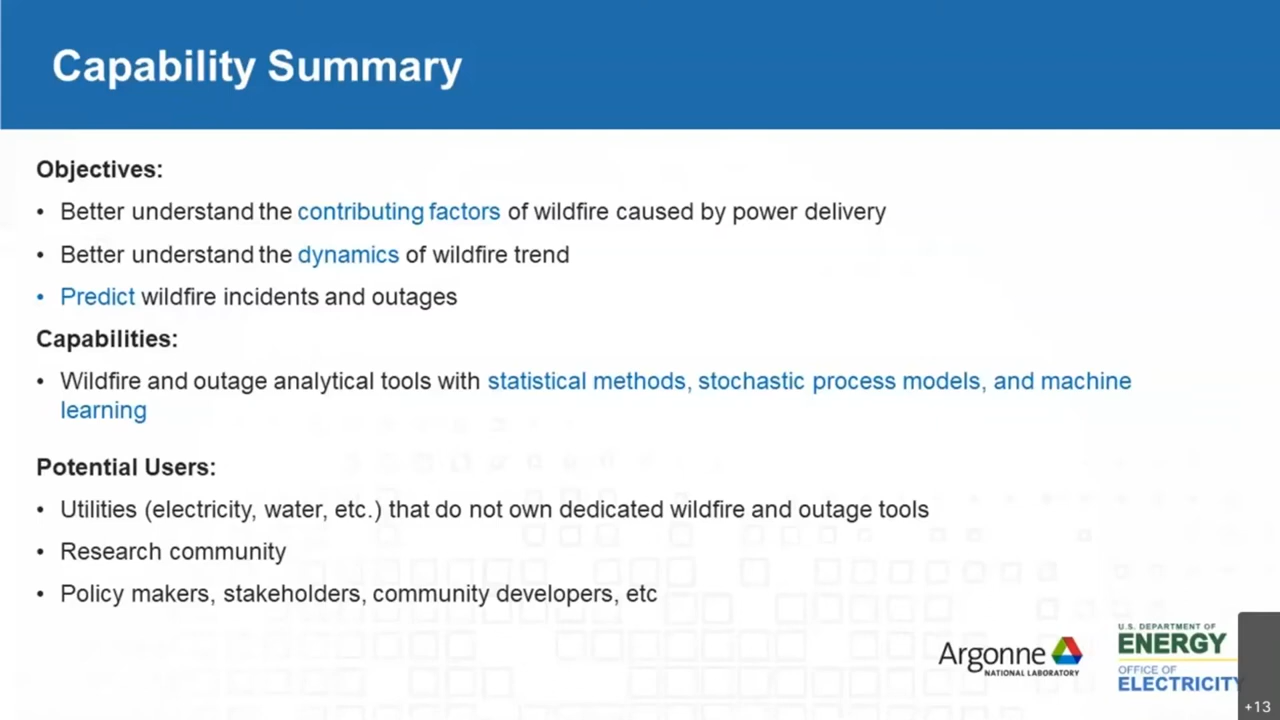 Capability Summary
Objectives:
• Better understand the contributing factors of wildfire caused by power delivery
• Better understand the dynamics of wildfire trend
• Predict wildfire incidents and outages
Capabilities:
• Wildfire and outage analytical tools with statistical methods, stochastic process models, and machine
learning
Potential Users:
• Utilities (electricity, water, etc.) that do not own dedicated wildfire and outage tools
• Research community
• Policy makers, stakeholders, community developers, etc
Argonne
NATIONAL LABORATORY
U.S. DEPARTMENT OF
ENERGY
OFFICE OF
ELECTRICITY
+13